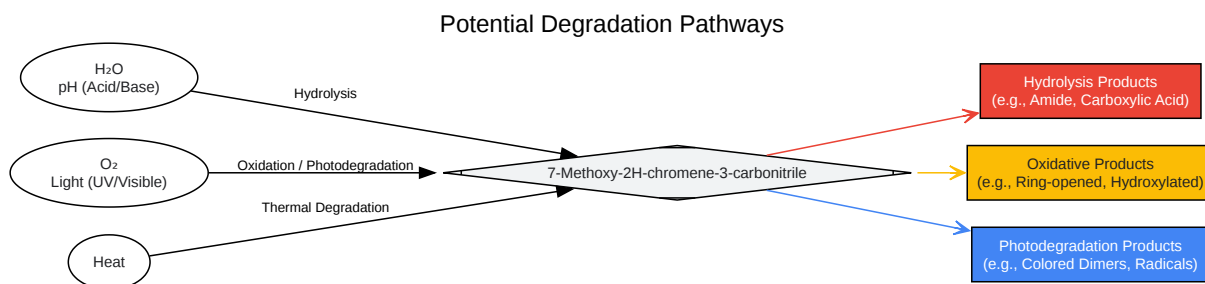 Potential Degradation Pathways
H₂O
pH (Acid/Base)
Hydrolysis
Hydrolysis Products
(e.g., Amide, Carboxylic Acid)
O₂
Light (UV/Visible)
Oxidation / Photodegradation
7-Methoxy-2H-chromene-3-carbonitrile
Oxidative Products
(e.g., Ring-opened, Hydroxylated)
Thermal Degradation
Heat
Photodegradation Products
(e.g., Colored Dimers, Radicals)